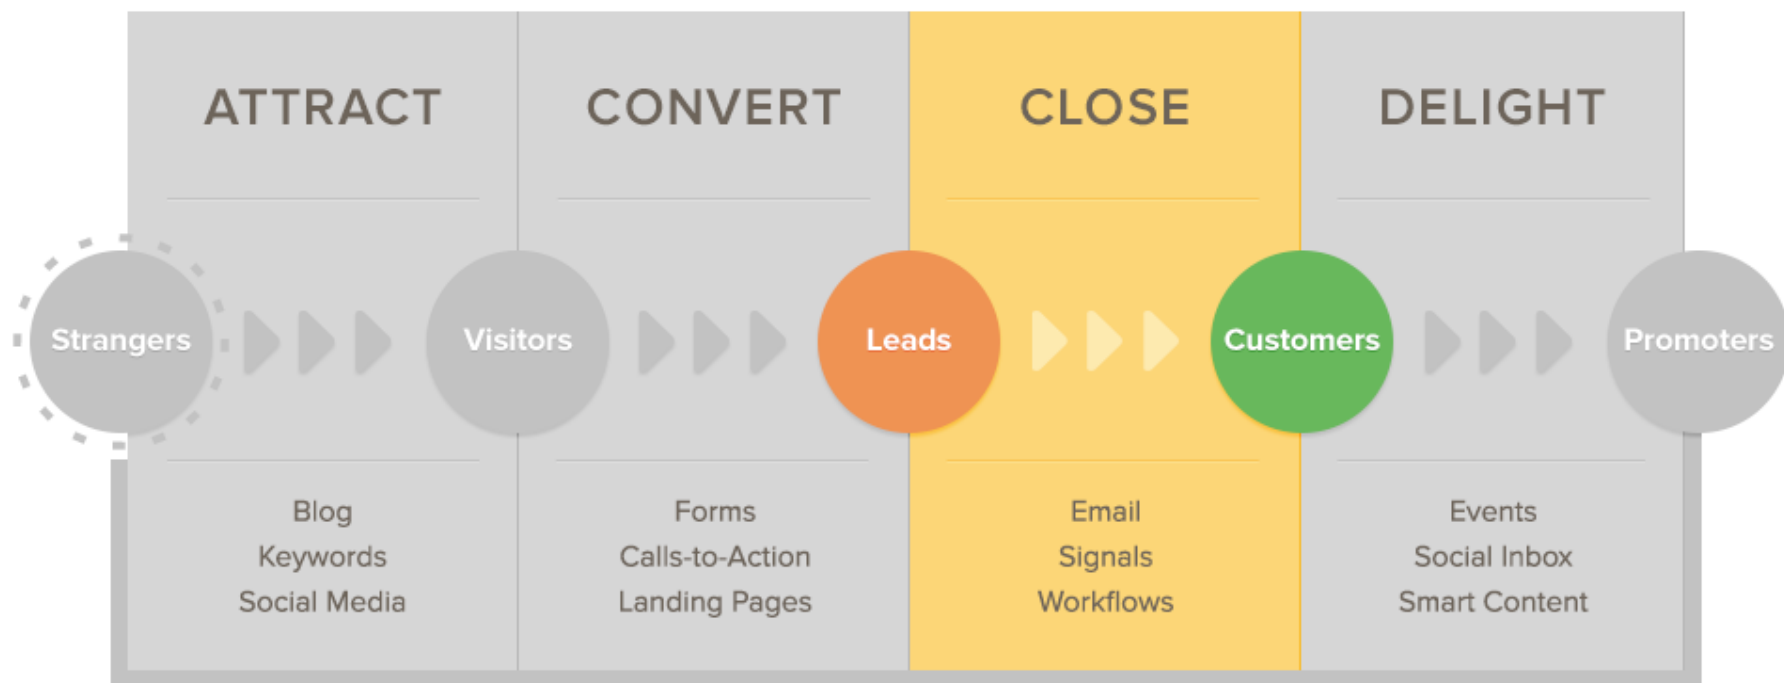 ATTRACT
CONVERT
CLOSE
DELIGHT
Strangers
Visitors
Leads
Customers
Promoters
Blog
Keywords
Social Media
Forms
Calls-to-Action
Landing Pages
Email
Signals
Workflows
Events
Social Inbox
Smart Content